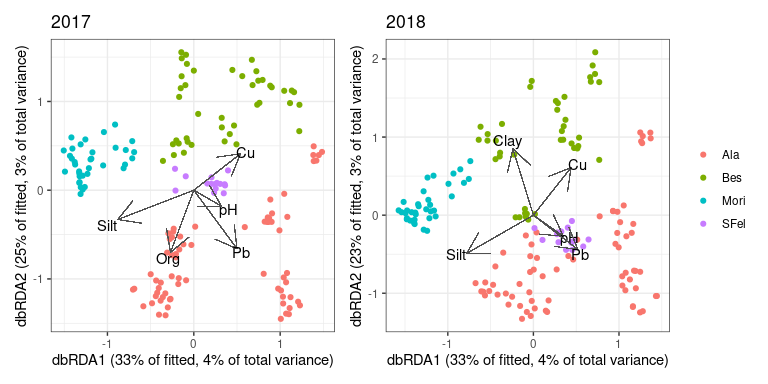 2017
2018
dbRDA2 (25% of fitted, 3% of total variance)
1
0
-1
Cu
pH
Silt
Org
Pb
-1
0
1
dbRDA1 (33% of fitted, 4% of total variance)
dbRDA2 (23% of fitted, 3% of total variance)
2
1
0
-1
Clay
Cu
pH
Silt
Pb
-1
0
1
dbRDA1 (33% of fitted, 4% of total variance)
Ala
Bes
Mori
SFel